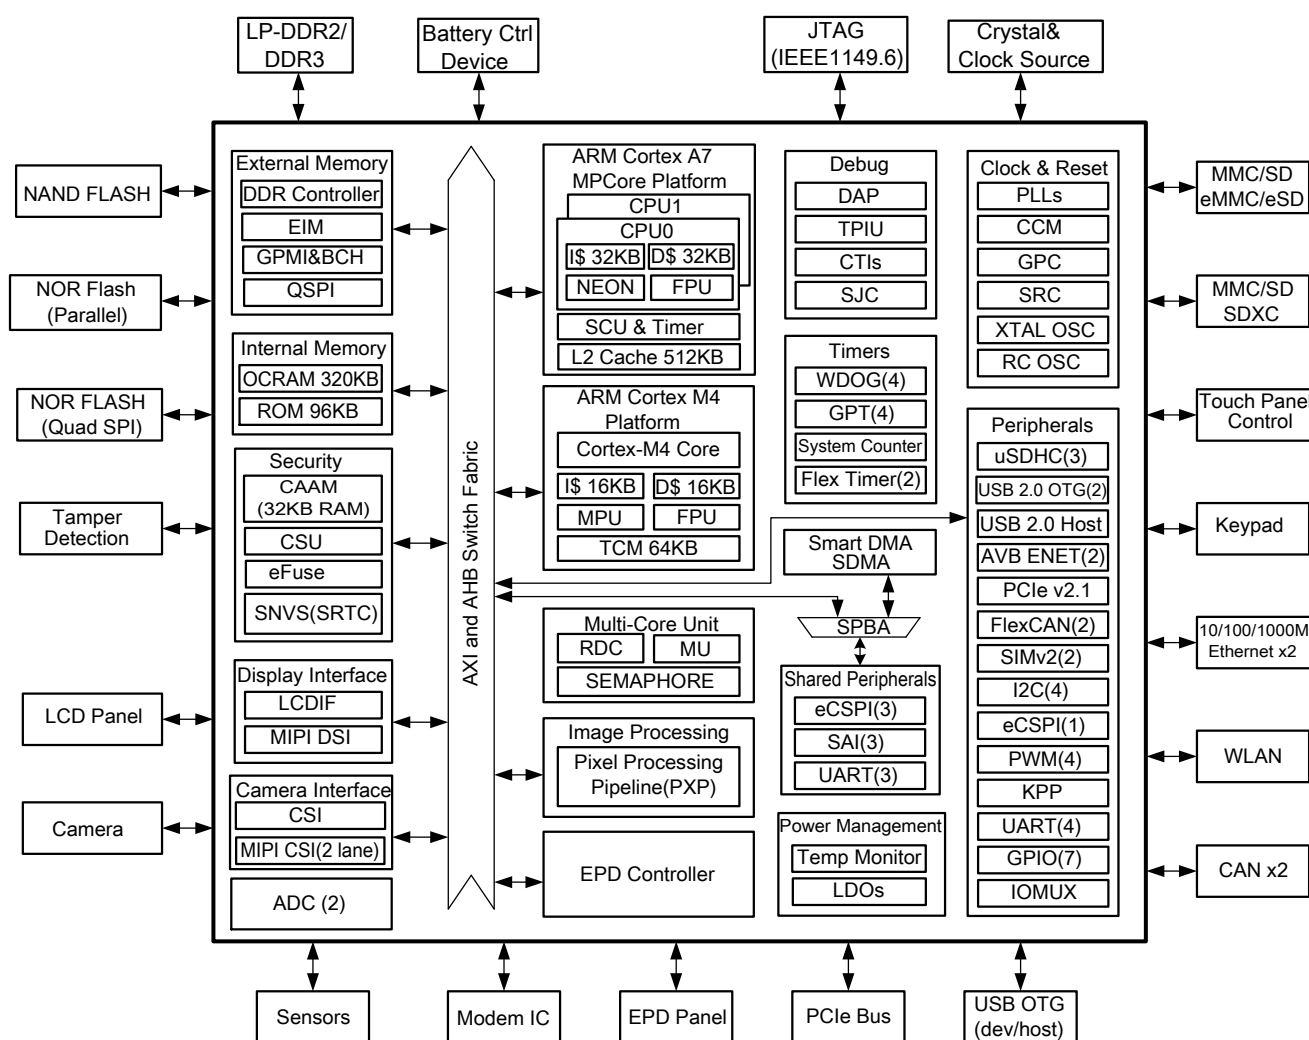 LP-DDR2/
DDR3
Battery Ctrl
Device
JTAG
(IEEE1149.6)
Crystal&
Clock Source
NAND FLASH
NOR Flash
(Parallel)
NOR FLASH
(Quad SPI)
Tamper
Detection
LCD Panel
Camera
External Memory
DDR Controller
EIM
GPMI&BCH
QSPI
Internal Memory
OCRAM 320KB
ROM 96KB
Security
CAAM
(32KB RAM)
CSU
eFuse
SNVS(SRTC)
Display Interface
LCDIF
MIPI DSI
Camera Interface
CSI
MIPI CSI(2 lane)
ADC (2)
AXI and AHB Switch Fabric
ARM Cortex A7
MPCore Platform
CPU1
CPU0
I$ 32KB
D$ 32KB
NEON
FPU
SCU & Timer
L2 Cache 512KB
ARM Cortex M4
Platform
Cortex-M4 Core
I$ 16KB
D$ 16KB
MPU
FPU
TCM 64KB
Multi-Core Unit
RDC
MU
SEMAPHORE
Image Processing
Pixel Processing
Pipeline(PXP)
EPD Controller
Debug
DAP
TPIU
CTIs
SJC
Timers
WDOG(4)
GPT(4)
System Counter
Flex Timer(2)
Smart DMA
SDMA
SPBA
Shared Peripherals
eCSPI(3)
SAI(3)
UART(3)
Power Management
Temp Monitor
LDOs
Clock & Reset
PLLs
CCM
GPC
SRC
XTAL OSC
RC OSC
Peripherals
uSDHC(3)
USB 2.0 OTG(2)
USB 2.0 Host
AVB ENET(2)
PCIe v2.1
FlexCAN(2)
SIMv2(2)
I2C(4)
eCSPI(1)
PWM(4)
KPP
UART(4)
GPIO(7)
IOMUX
MMC/SD
eMMC/eSD
MMC/SD
SDXC
Touch Panel
Control
Keypad
10/100/1000M
Ethernet x2
WLAN
CAN x2
Sensors
Modem IC
EPD Panel
PCIe Bus
USB OTG
(dev/host)